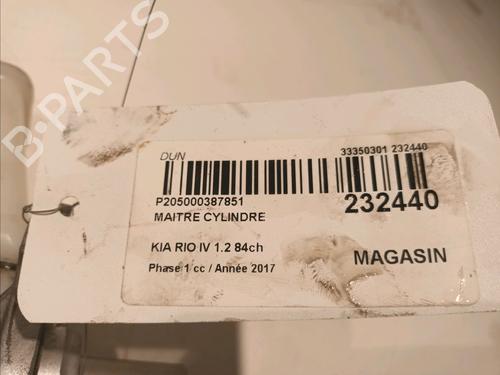 B-PARTS
DUN 33350301 232440
P205000387851 232440
MAITRE CYLINDRE
KIA RIO IV 1.2 84ch MAGASIN
Phase 1 cc / Année 2017